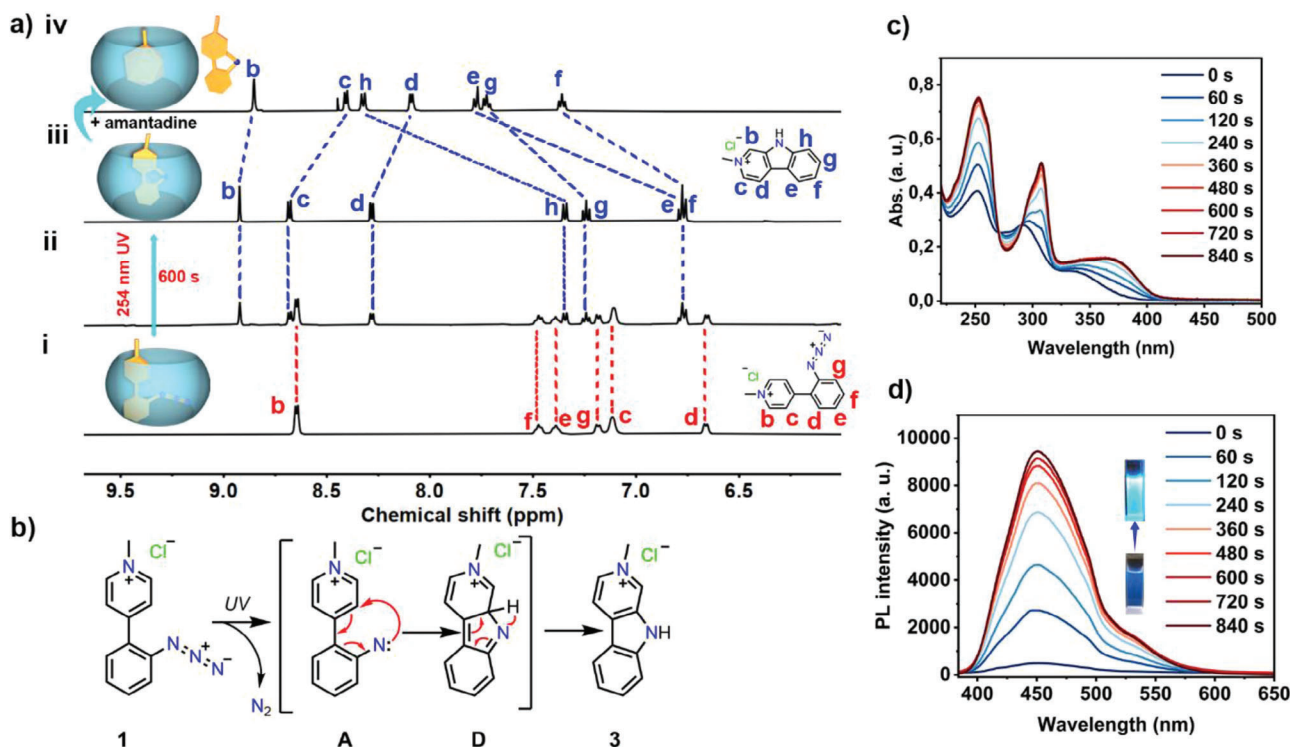 a) iv
b
c
h
d
e
g
f
+ amantadine
iii
Cl⁻ b N H h
g
N+
c d e f
b
c
d
h
g
e
f
ii
254 nm UV
600 s
i
⁻Cl N+
N N+ N⁻
g
f
b c d e
b
f
e
g
c
d
9.5 9.0 8.5 8.0 7.5 7.0 6.5
Chemical shift (ppm)
b)
Cl⁻
N+
N N+ N⁻
UV
N2
Cl⁻
N+
N:
Cl⁻
N+
H
N
Cl⁻
N+
NH
1 A D 3
c)
0,8
0,6
0,4
0,2
0,0
Abs. (a. u.)
0 s
60 s
120 s
240 s
360 s
480 s
600 s
720 s
840 s
250 300 350 400 450 500
Wavelength (nm)
d)
10000
8000
6000
4000
2000
0
PL intensity (a. u.)
0 s
60 s
120 s
240 s
360 s
480 s
600 s
720 s
840 s
400 450 500 550 600 650
Wavelength (nm)